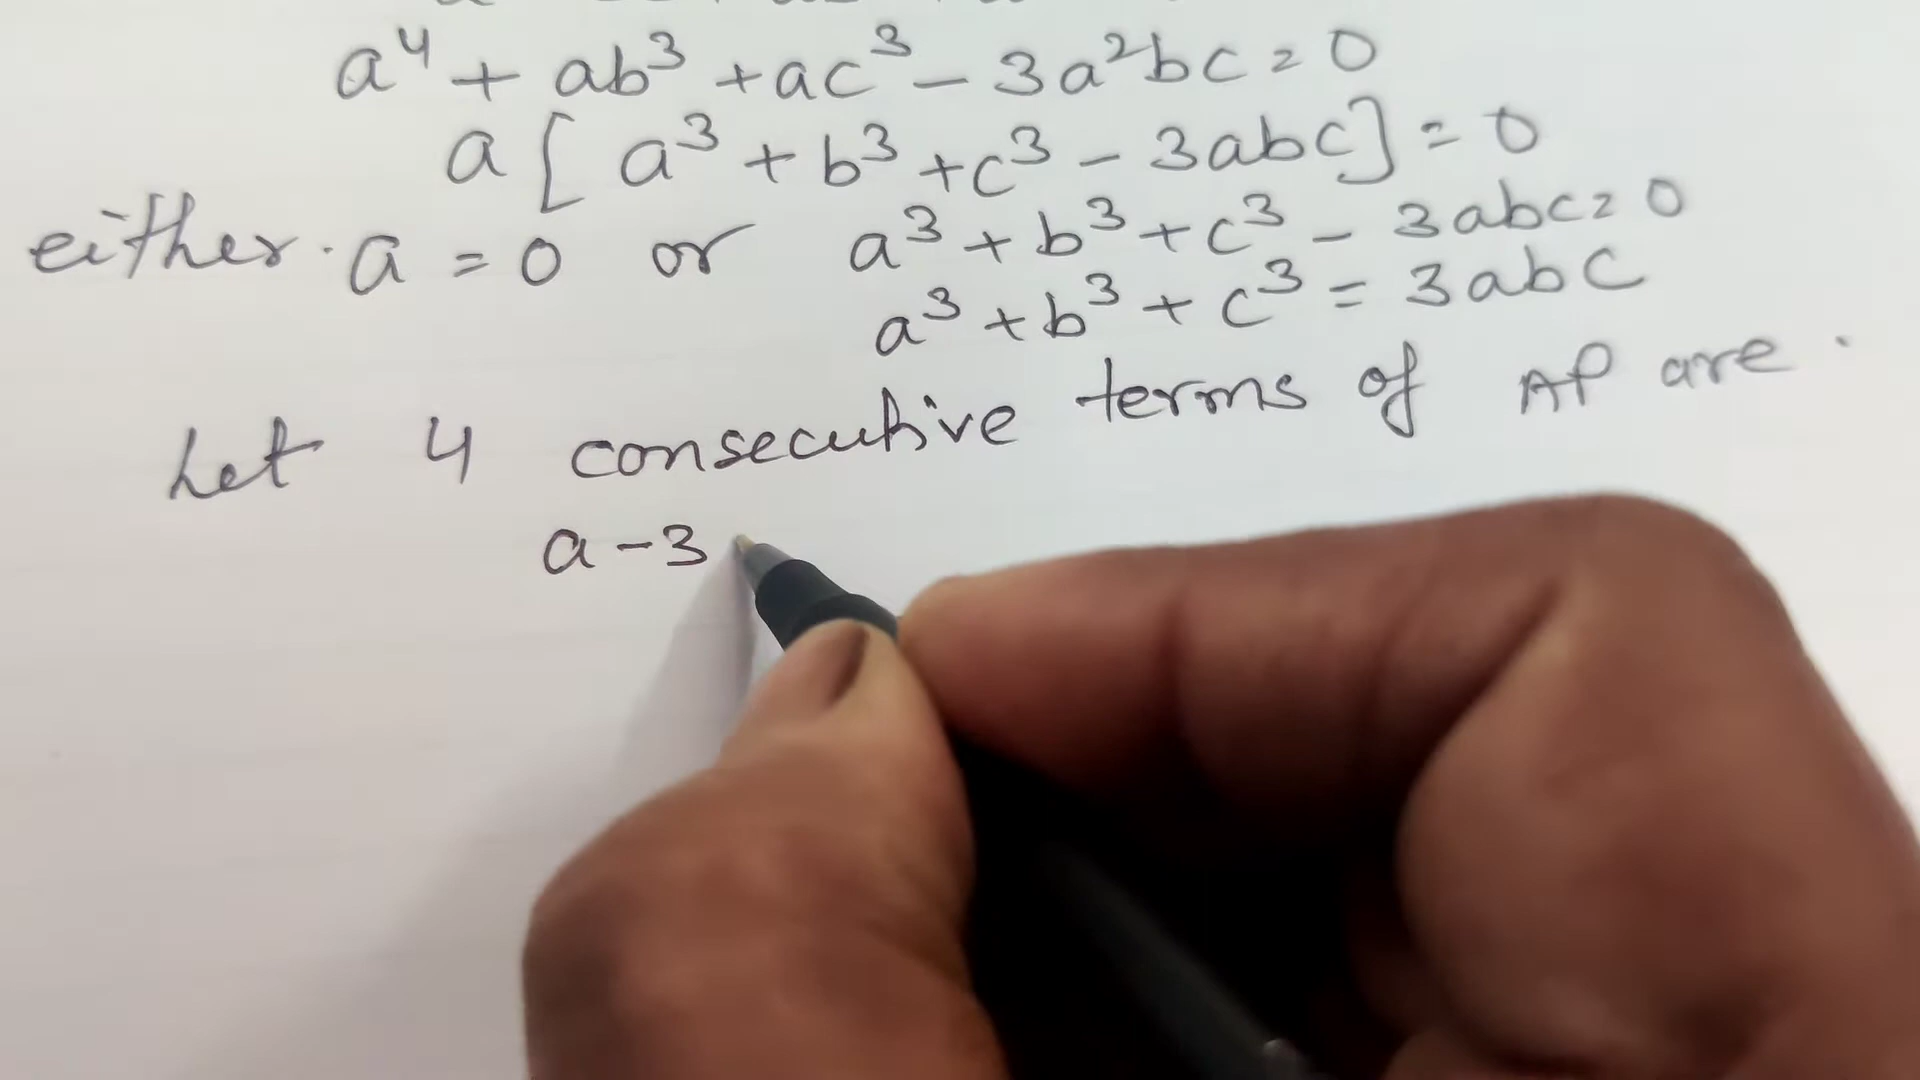 a⁴ + ab³ + ac³ - 3a²bc = 0
a [ a³ + b³ + c³ - 3abc ] = 0
either. a = 0 or a³ + b³ + c³ - 3abc = 0
a³ + b³ + c³ = 3abc
Let 4 consecutive terms of AP are.
a - 3